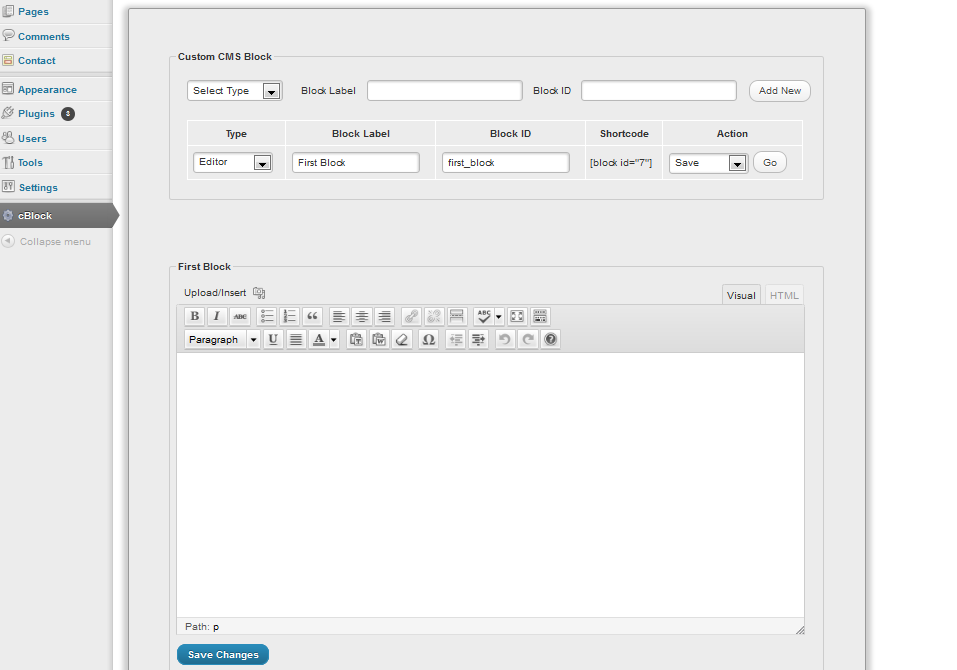 Pages
Comments
Contact
Appearance
Plugins
Users
Tools
Settings
cBlock
Collapse menu
Custom CMS Block
Select Type Block Label Block ID Add New
Type Block Label Block ID Shortcode Action
Editor First Block first_block [block id="7"] Save Go
First Block
Upload/Insert Visual HTML
B I ABC ABC
Paragraph U A Ω
Path: p
Save Changes